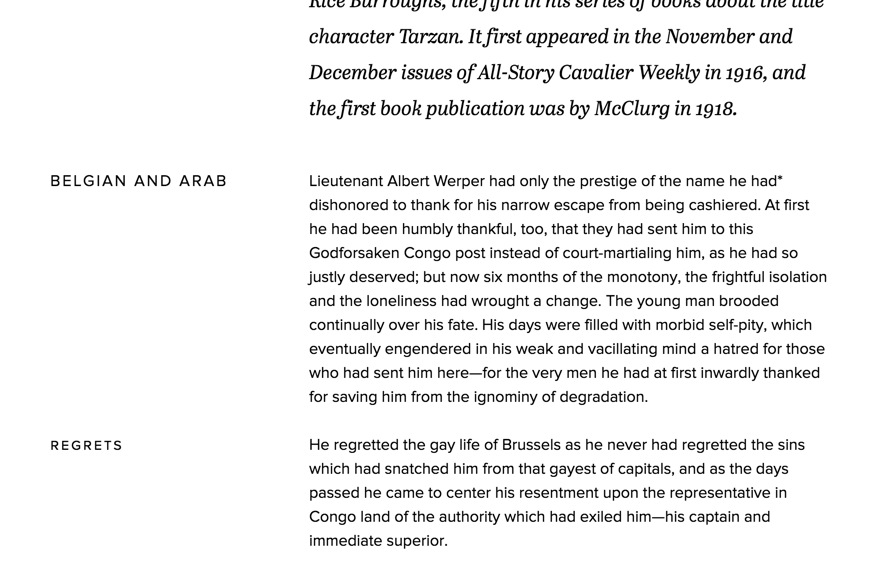 Rice Burroughs, the fifth in his series of books about the title
character Tarzan. It first appeared in the November and
December issues of All-Story Cavalier Weekly in 1916, and
the first book publication was by McClurg in 1918.
BELGIAN AND ARAB
Lieutenant Albert Werper had only the prestige of the name he had*
dishonored to thank for his narrow escape from being cashiered. At first
he had been humbly thankful, too, that they had sent him to this
Godforsaken Congo post instead of court-martialing him, as he had so
justly deserved; but now six months of the monotony, the frightful isolation
and the loneliness had wrought a change. The young man brooded
continually over his fate. His days were filled with morbid self-pity, which
eventually engendered in his weak and vacillating mind a hatred for those
who had sent him here—for the very men he had at first inwardly thanked
for saving him from the ignominy of degradation.
REGRETS
He regretted the gay life of Brussels as he never had regretted the sins
which had snatched him from that gayest of capitals, and as the days
passed he came to center his resentment upon the representative in
Congo land of the authority which had exiled him—his captain and
immediate superior.